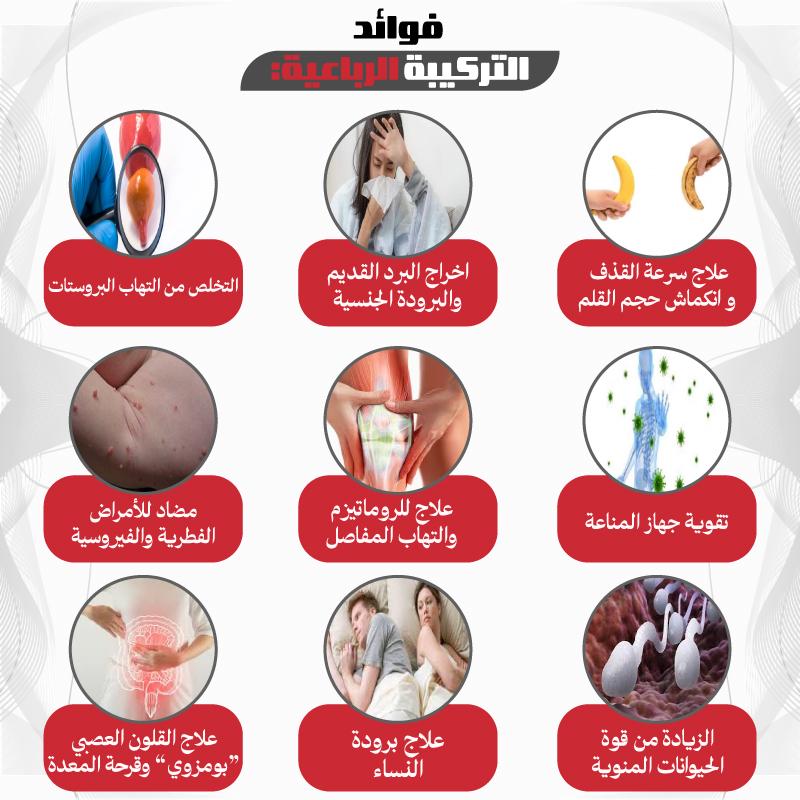 فوائد
التركيبة الرباعية:
علاج سرعة القذف
و انكماش حجم القلم
اخراج البرد القديم
والبرودة الجنسية
التخلص من التهاب البروستات
تقوية جهاز المناعة
علاج للروماتيزم
والتهاب المفاصل
مضاد للأمراض
الفطرية والفيروسية
الزيادة من قوة
الحيوانات المنوية
علاج برودة
النساء
علاج القلون العصبي
”بومزوي“ وقرحة المعدة